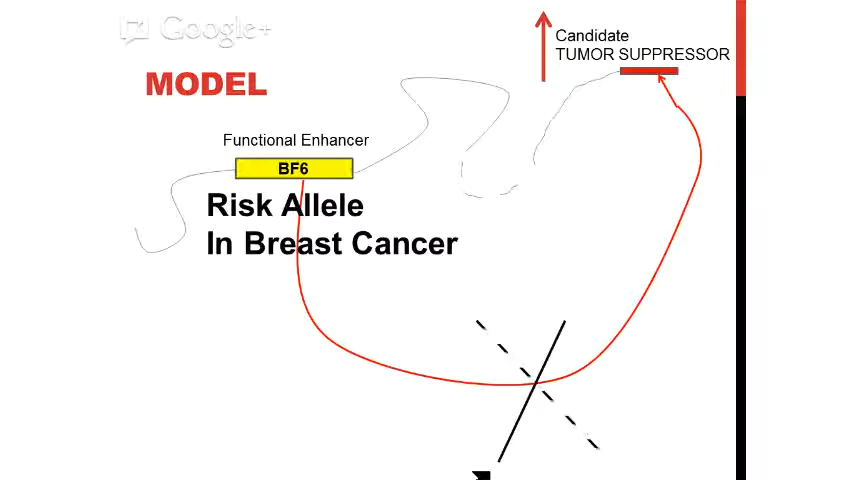 Google+
Candidate
TUMOR SUPPRESSOR
MODEL
Functional Enhancer
BF6
Risk Allele
In Breast Cancer